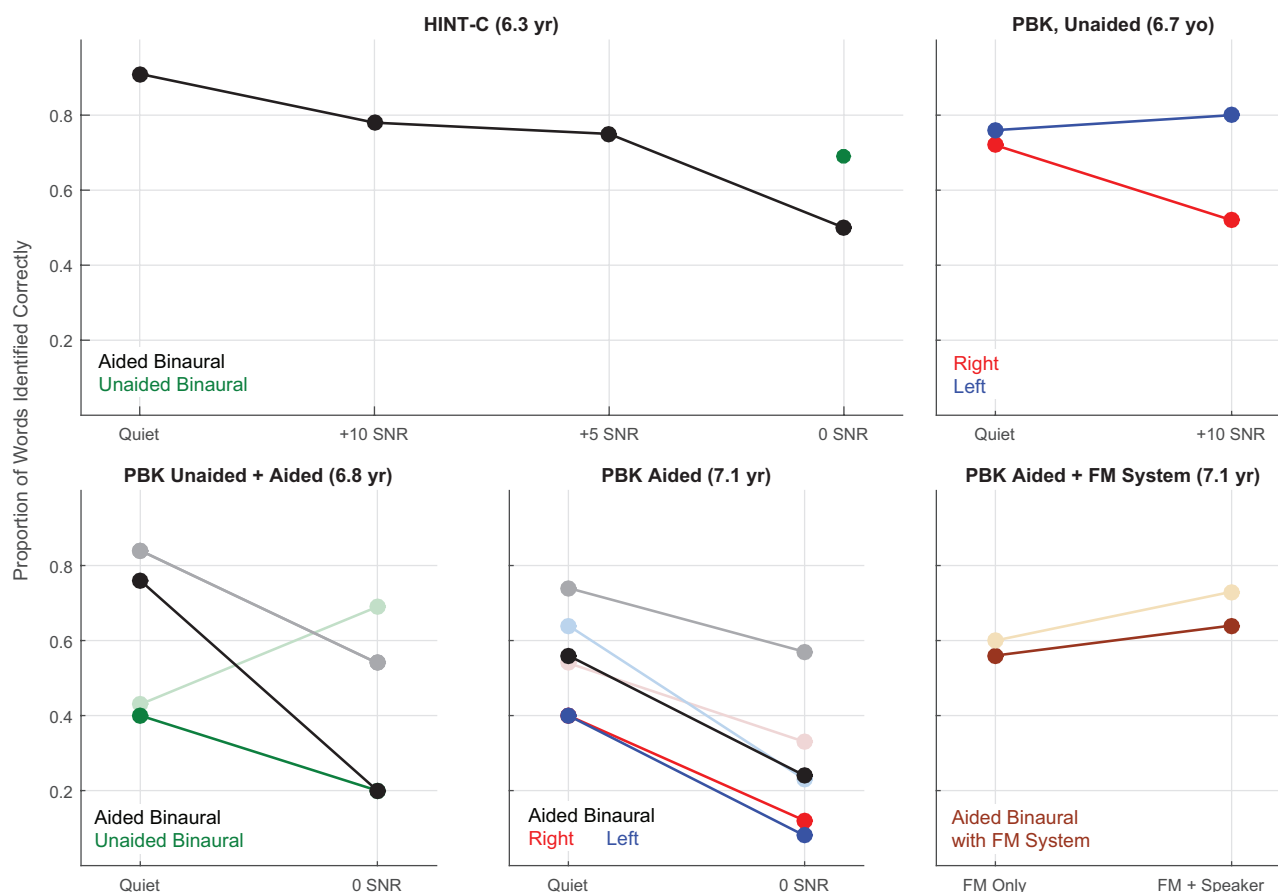 HINT-C (6.3 yr)
PBK, Unaided (6.7 yo)
Proportion of Words Identified Correctly
0.8
0.6
0.4
0.2
Aided Binaural
Unaided Binaural
Quiet
+10 SNR
+5 SNR
0 SNR
Right
Left
Quiet
+10 SNR
PBK Unaided + Aided (6.8 yr)
PBK Aided (7.1 yr)
PBK Aided + FM System (7.1 yr)
0.8
0.6
0.4
0.2
Aided Binaural
Unaided Binaural
Quiet
0 SNR
Aided Binaural
Right Left
Quiet
0 SNR
Aided Binaural
with FM System
FM Only
FM + Speaker